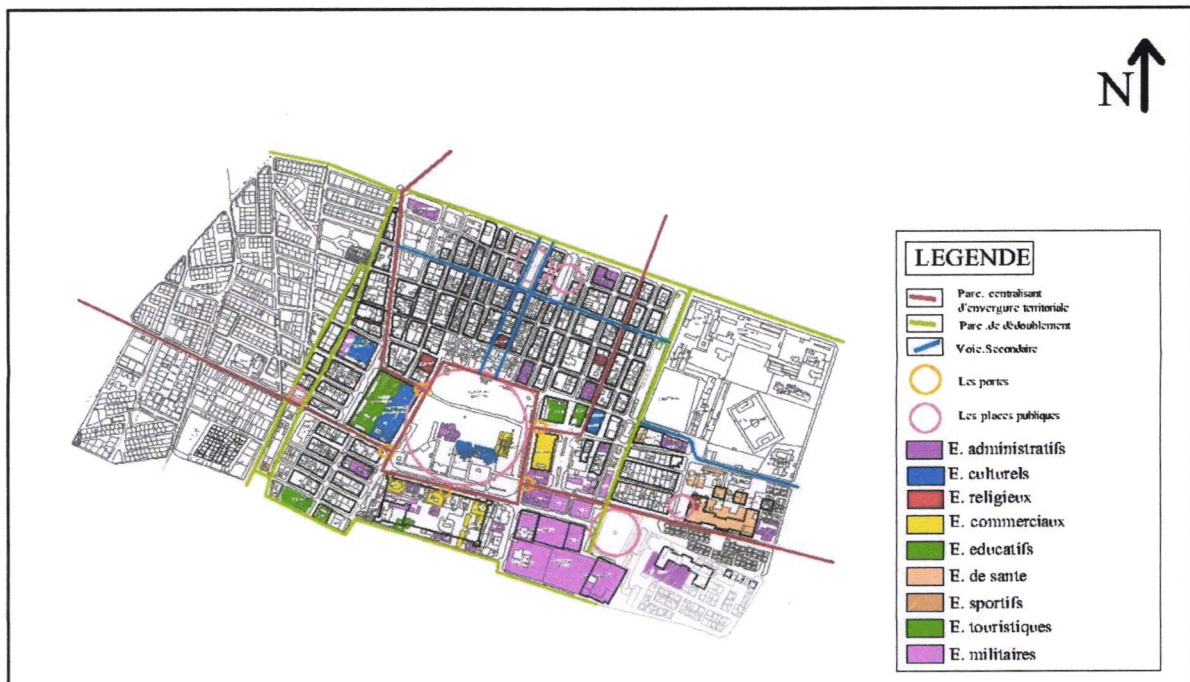 N
LEGENDE
Parc. centralisant
d'envergure territoriale
Parc .de dédoublement
Voie.Secondaire
Les portes
Les places publiques
E. administratifs
E. culturels
E. religieux
E. commerciaux
E. educatifs
E. de sante
E. sportifs
E. touristiques
E. militaires